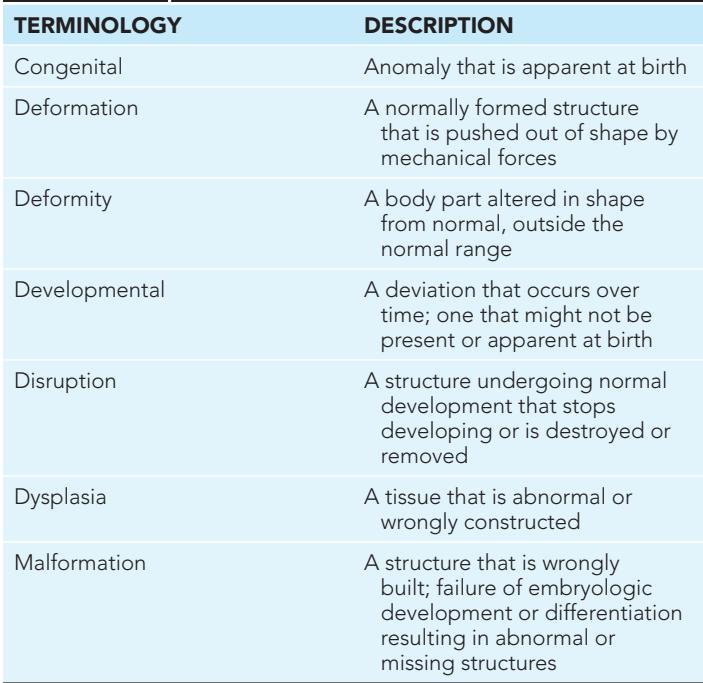 TERMINOLOGY DESCRIPTION
Congenital Anomaly that is apparent at birth
Deformation A normally formed structure
that is pushed out of shape by
mechanical forces
Deformity A body part altered in shape
from normal, outside the
normal range
Developmental A deviation that occurs over
time; one that might not be
present or apparent at birth
Disruption A structure undergoing normal
development that stops
developing or is destroyed or
removed
Dysplasia A tissue that is abnormal or
wrongly constructed
Malformation A structure that is wrongly
built; failure of embryologic
development or differentiation
resulting in abnormal or
missing structures